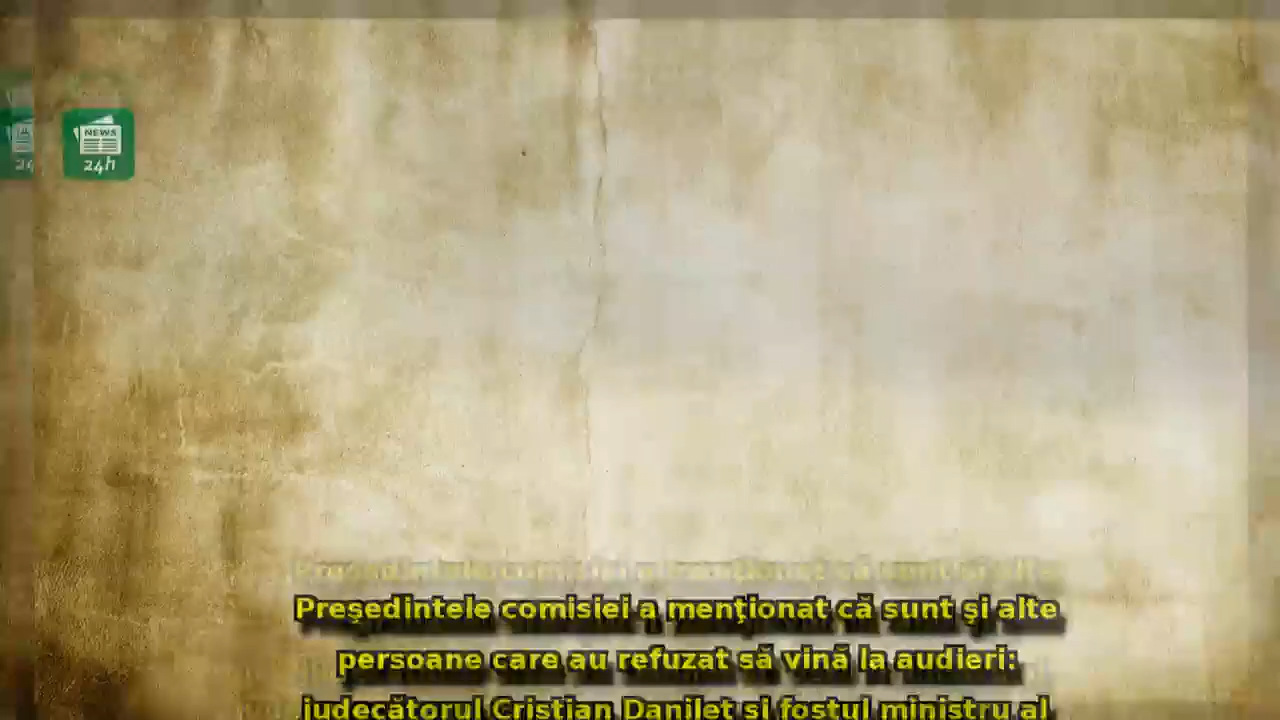 NEWS
24h
Preşedintele comisiei a menţionat că sunt şi alte
persoane care au refuzat să vină la audieri:
judecătorul Cristian Danileţ şi fostul ministru al